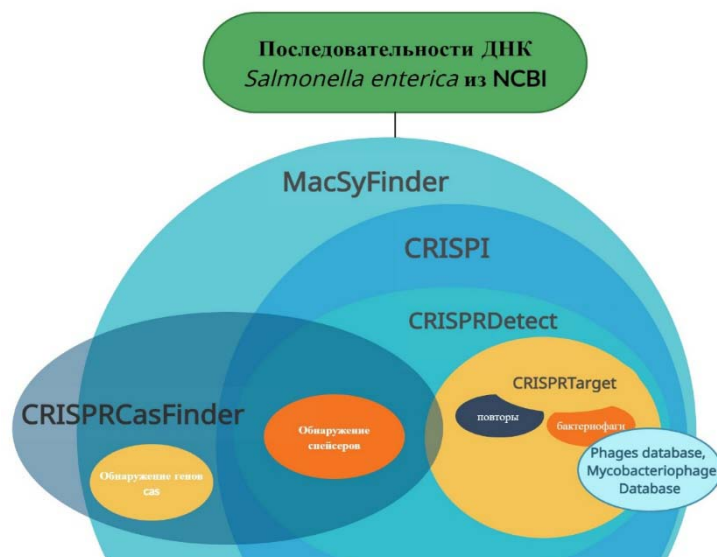 Последовательности ДНК
Salmonella enterica из NCBI
MacSyFinder
CRISPI
CRISPRDetect
CRISPRTarget
повторы
бактериофаги
CRISPRCasFinder
Обнаружение
спейсеров
Обнаружение генов
cas
Phages database,
Mycobacteriophage
Database